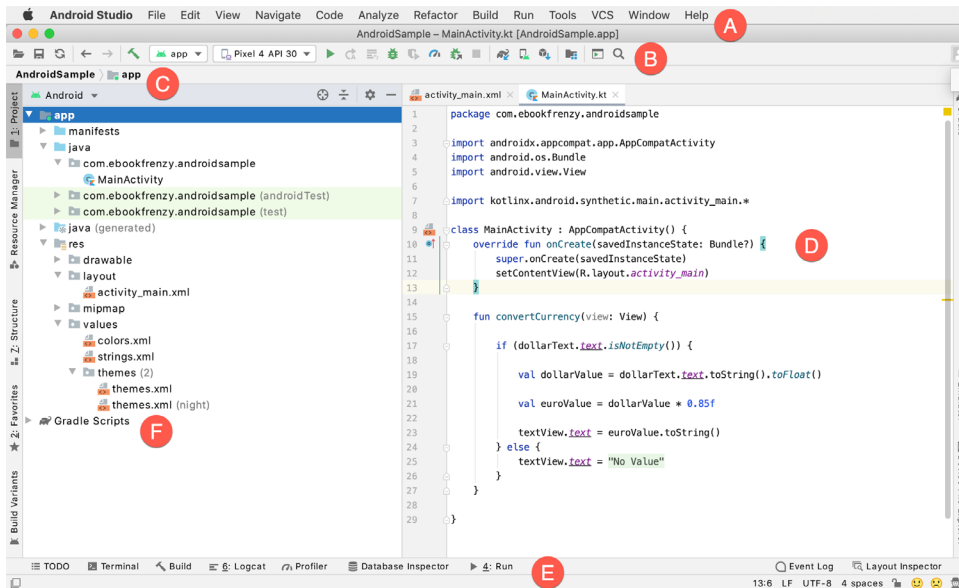 Android Studio File Edit View Navigate Code Analyze Refactor Build Run Tools VCS Window Help
A
AndroidSample – MainActivity.kt [AndroidSample.app]
app Pixel 4 API 30
B
AndroidSample app
C
1: Project
Resource Manager
Z: Structure
2: Favorites
Build Variants
Android
app
manifests
java
com.ebookfrenzy.androidsample
MainActivity
com.ebookfrenzy.androidsample (androidTest)
com.ebookfrenzy.androidsample (test)
java (generated)
res
drawable
layout
activity_main.xml
mipmap
values
colors.xml
strings.xml
themes (2)
themes.xml
themes.xml (night)
Gradle Scripts
F
activity_main.xml MainActivity.kt
1 package com.ebookfrenzy.androidsample
2
3 import androidx.appcompat.app.AppCompatActivity
4 import android.os.Bundle
5 import android.view.View
6
7 import kotlinx.android.synthetic.main.activity_main.*
8
9 class MainActivity : AppCompatActivity() {
10 override fun onCreate(savedInstanceState: Bundle?) {
D
11 super.onCreate(savedInstanceState)
12 setContentView(R.layout.activity_main)
13 }
14
15 fun convertCurrency(view: View) {
16
17 if (dollarText.text.isNotEmpty()) {
18
19 val dollarValue = dollarText.text.toString().toFloat()
20
21 val euroValue = dollarValue * 0.85f
22
23 textView.text = euroValue.toString()
24 } else {
25 textView.text = "No Value"
26 }
27 }
28
29 }
TODO Terminal Build 6: Logcat Profiler Database Inspector 4: Run Event Log Layout Inspector
E
13:6 LF UTF-8 4 spaces